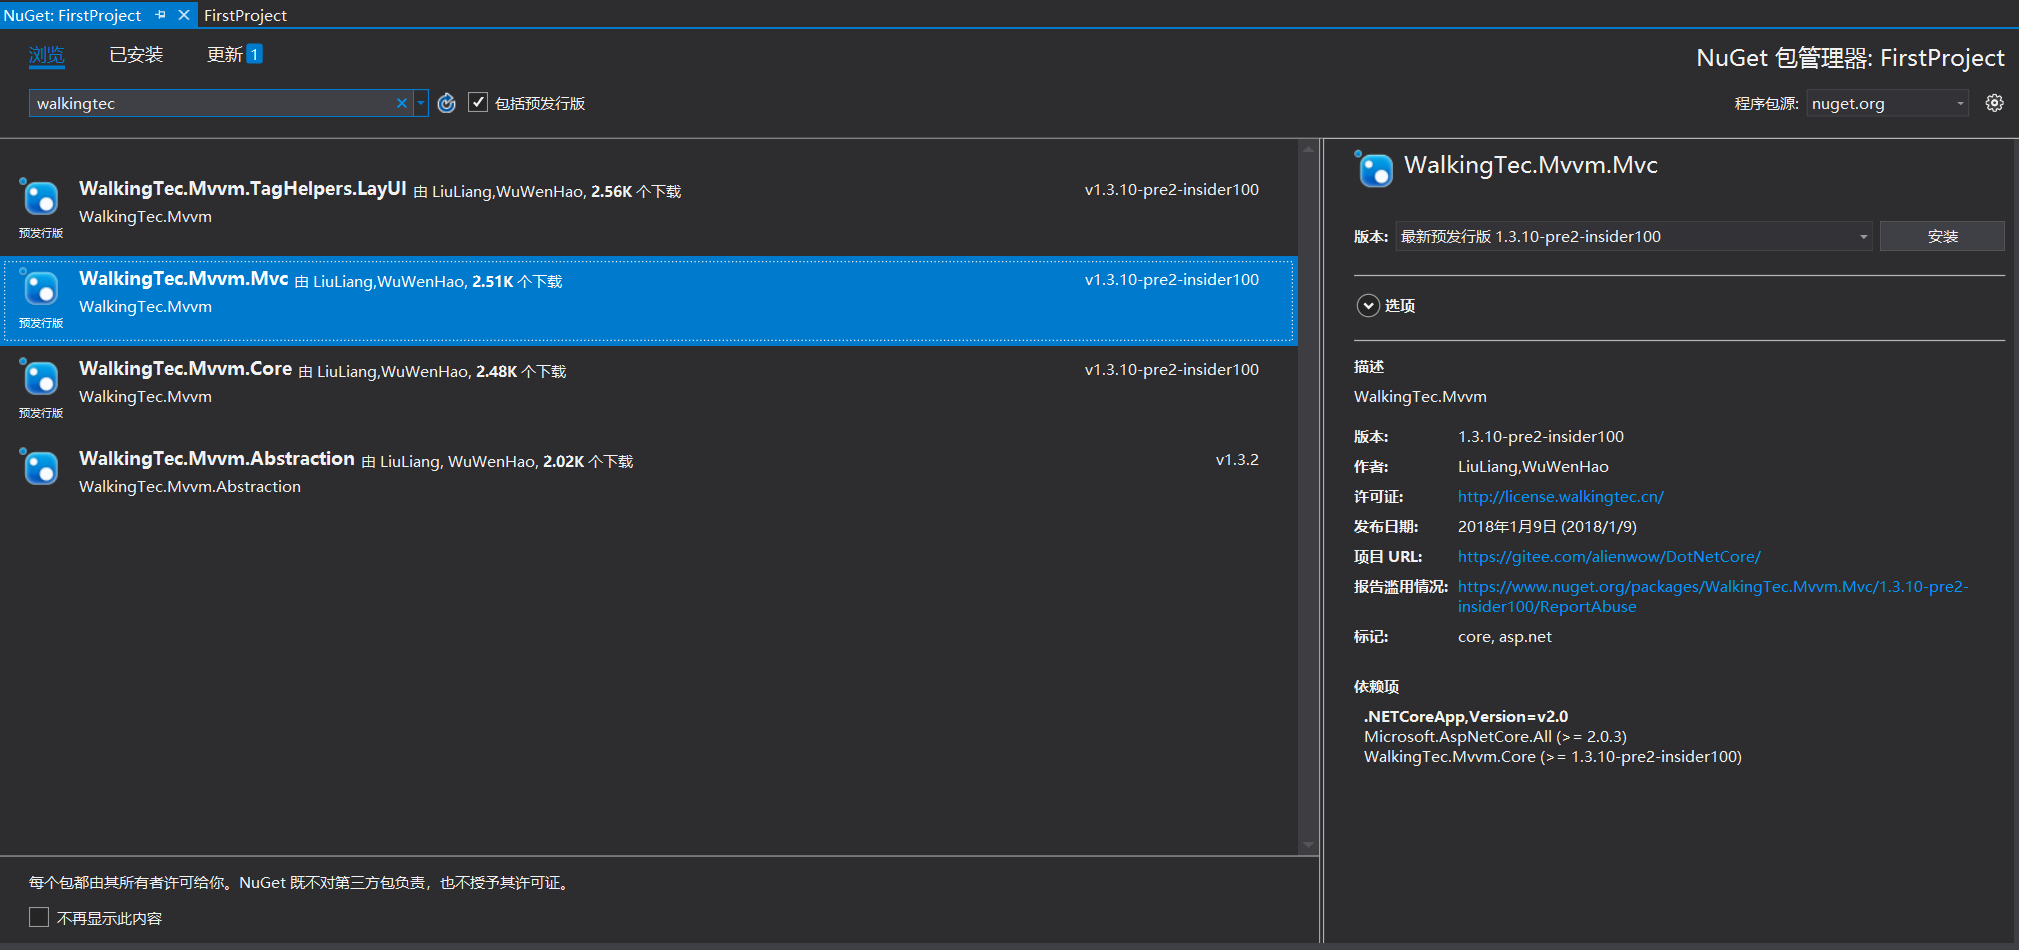 NuGet: FirstProject
FirstProject
浏览
已安装
更新 1
NuGet 包管理器: FirstProject
walkingtec
包括预发行版
程序包源: nuget.org
WalkingTec.Mvvm.TagHelpers.LayUI 由 LiuLiang,WuWenHao, 2.56K 个下载
v1.3.10-pre2-insider100
WalkingTec.Mvvm
预发行版
WalkingTec.Mvvm.Mvc 由 LiuLiang,WuWenHao, 2.51K 个下载
v1.3.10-pre2-insider100
WalkingTec.Mvvm
预发行版
WalkingTec.Mvvm.Core 由 LiuLiang,WuWenHao, 2.48K 个下载
v1.3.10-pre2-insider100
WalkingTec.Mvvm
预发行版
WalkingTec.Mvvm.Abstraction 由 LiuLiang, WuWenHao, 2.02K 个下载
v1.3.2
WalkingTec.Mvvm.Abstraction
每个包都由其所有者许可给你。NuGet 既不对第三方包负责，也不授予其许可证。
不再显示此内容
WalkingTec.Mvvm.Mvc
版本: 最新预发行版 1.3.10-pre2-insider100
安装
选项
描述
WalkingTec.Mvvm
版本: 1.3.10-pre2-insider100
作者: LiuLiang,WuWenHao
许可证: http://license.walkingtec.cn/
发布日期: 2018年1月9日 (2018/1/9)
项目 URL: https://gitee.com/alienwow/DotNetCore/
报告滥用情况: https://www.nuget.org/packages/WalkingTec.Mvvm.Mvc/1.3.10-pre2-
insider100/ReportAbuse
标记: core, asp.net
依赖项
.NETCoreApp,Version=v2.0
Microsoft.AspNetCore.All (>= 2.0.3)
WalkingTec.Mvvm.Core (>= 1.3.10-pre2-insider100)